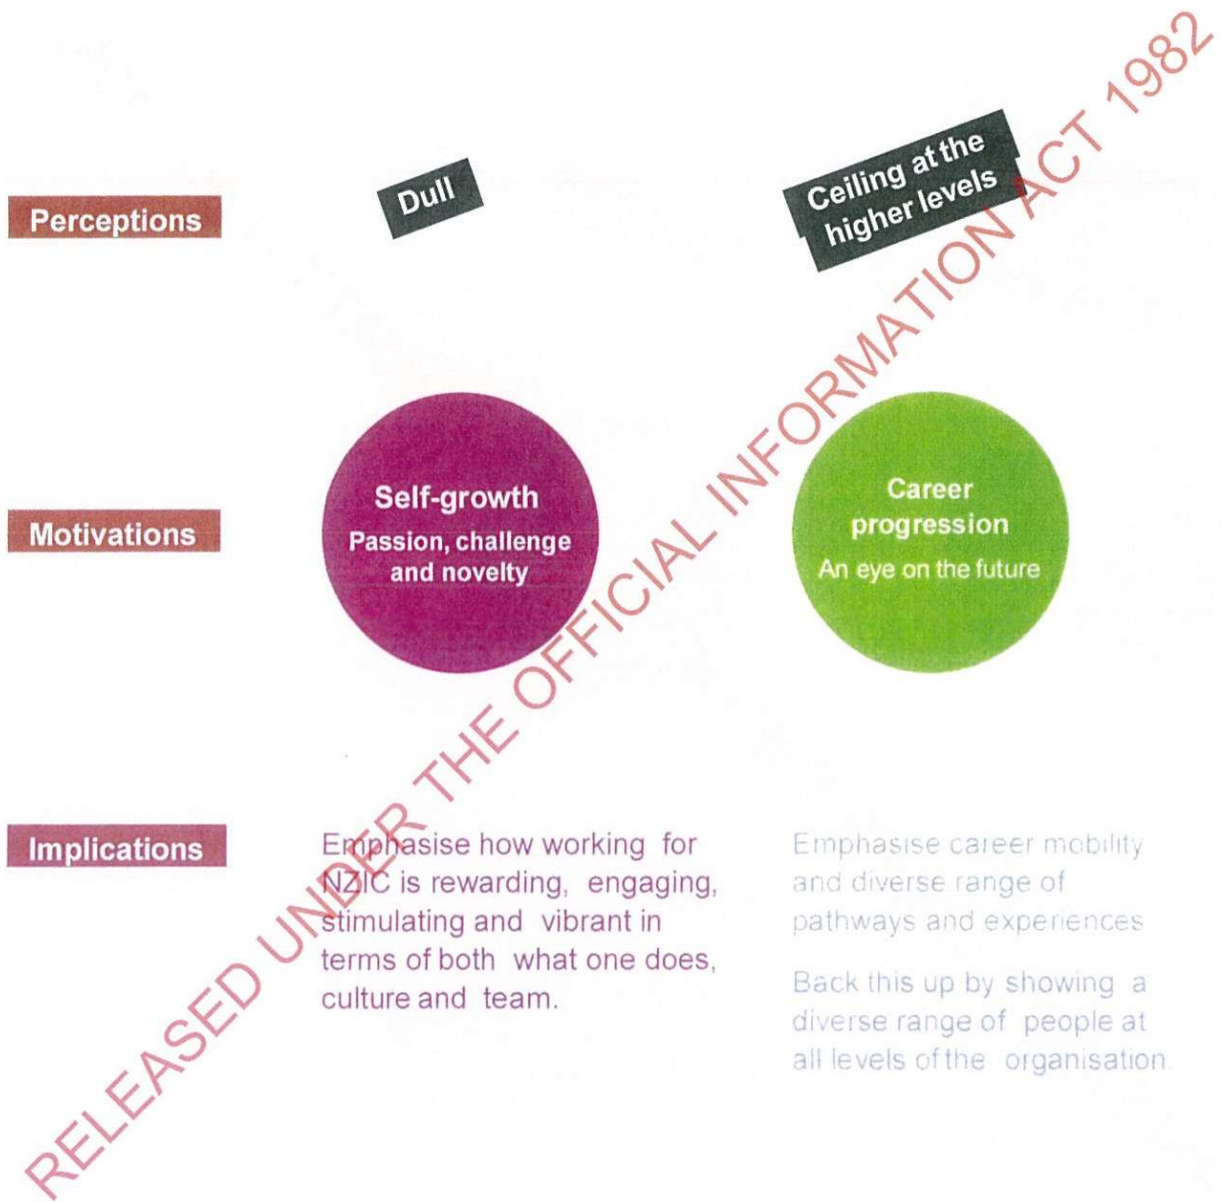 Perceptions
Dull
Ceiling at the
higher levels
Motivations
Self-growth
Passion, challenge
and novelty
Career
progression
An eye on the future
Implications
Emphasise how working for
NZIC is rewarding, engaging,
stimulating and vibrant in
terms of both what one does,
culture and team.
Emphasise career mobility
and diverse range of
pathways and experiences
Back this up by showing a
diverse range of people at
all levels of the organisation.
RELEASED UNDER THE OFFICIAL INFORMATION ACT 1982